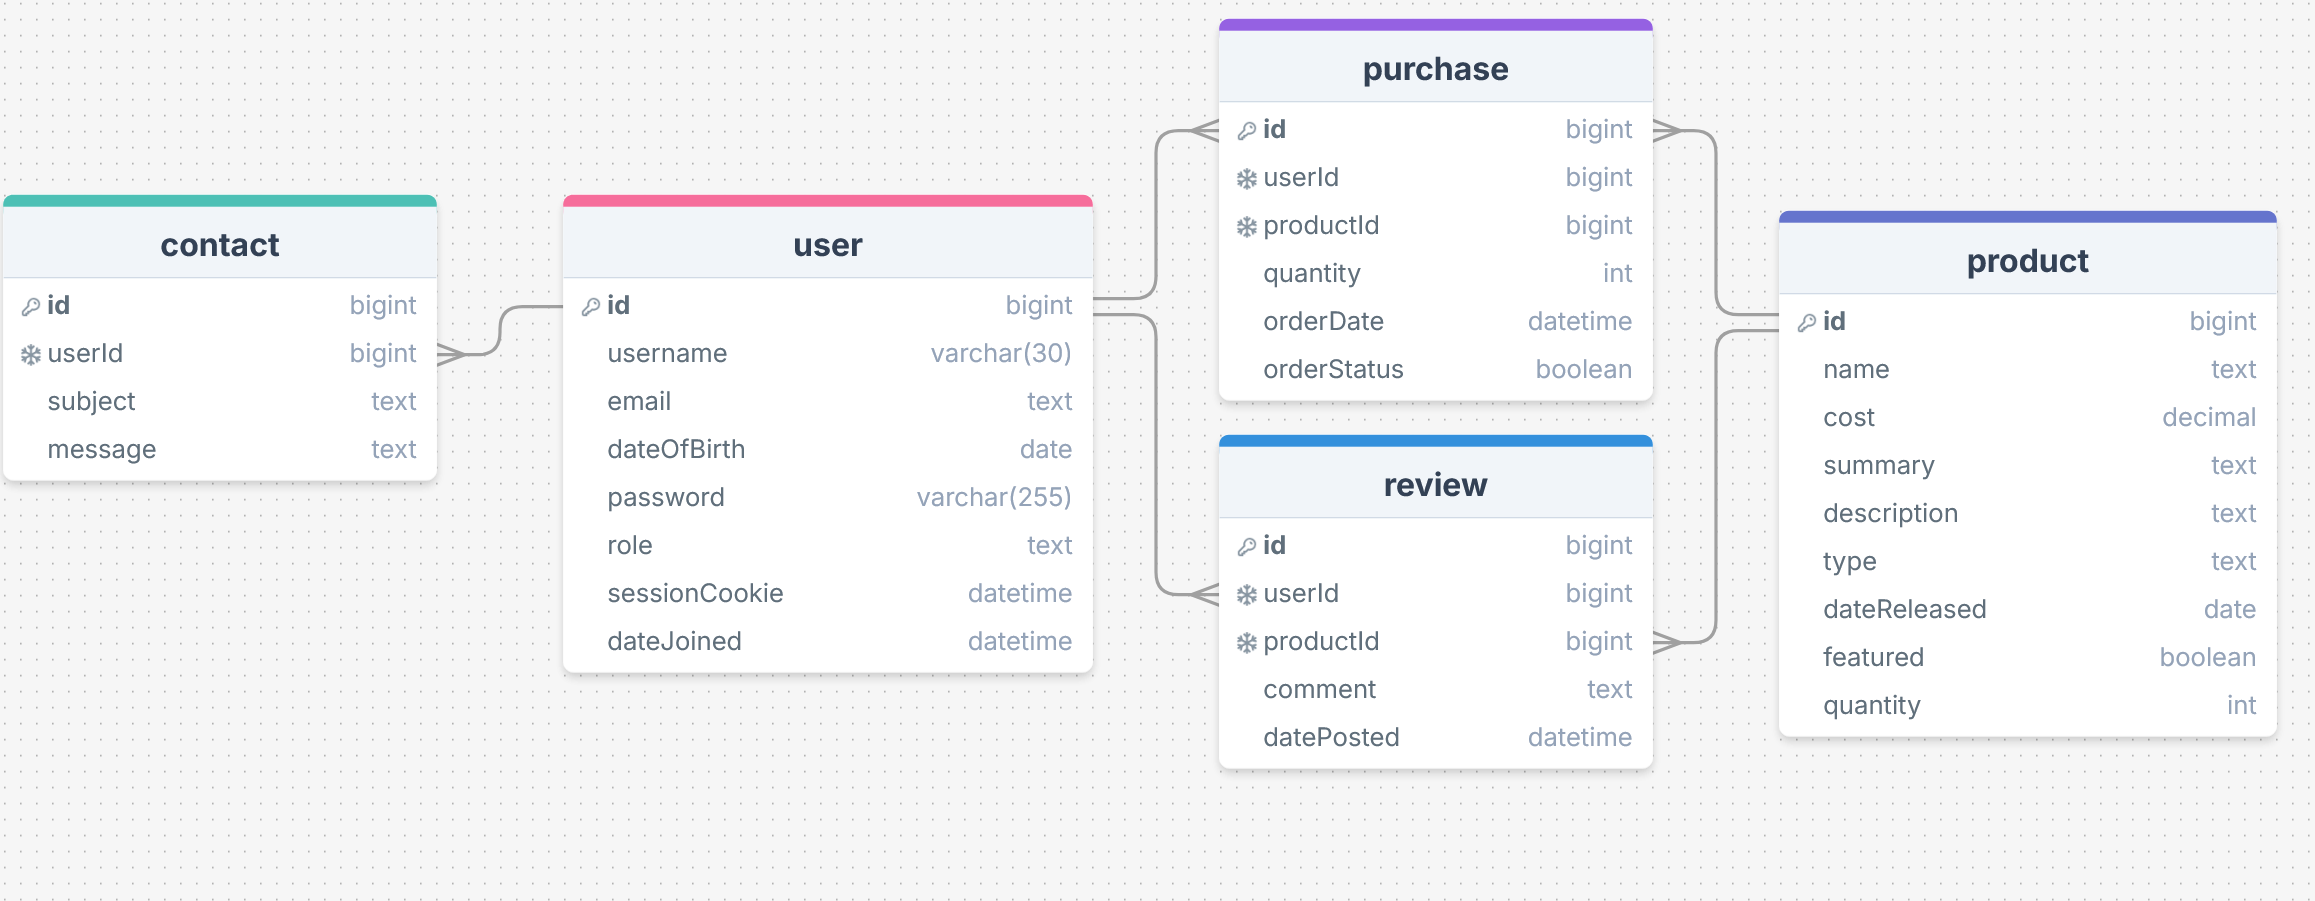 contact
id bigint
userId bigint
subject text
message text
user
id bigint
username varchar(30)
email text
dateOfBirth date
password varchar(255)
role text
sessionCookie datetime
dateJoined datetime
purchase
id bigint
userId bigint
productId bigint
quantity int
orderDate datetime
orderStatus boolean
review
id bigint
userId bigint
productId bigint
comment text
datePosted datetime
product
id bigint
name text
cost decimal
summary text
description text
type text
dateReleased date
featured boolean
quantity int